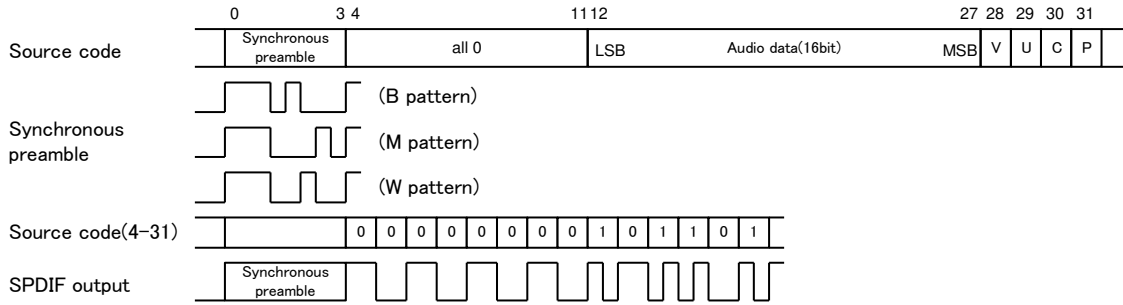 0 3 4 11 12 27 28 29 30 31
Source code Synchronous preamble all 0 LSB Audio data(16bit) MSB V U C P
(B pattern)
Synchronous preamble (M pattern)
(W pattern)
Source code(4-31) 0 0 0 0 0 0 0 0 1 0 1 1 0 1
SPDIF output Synchronous preamble